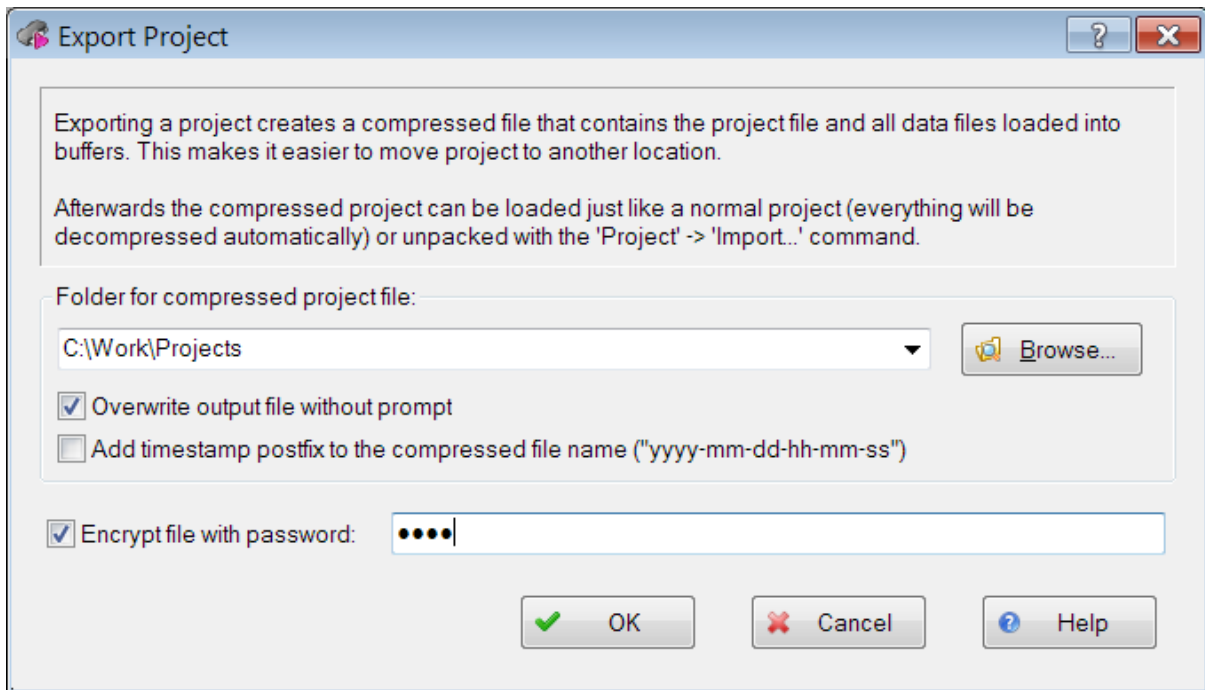 Export Project
?
Exporting a project creates a compressed file that contains the project file and all data files loaded into
buffers. This makes it easier to move project to another location.
Afterwards the compressed project can be loaded just like a normal project (everything will be
decompressed automatically) or unpacked with the 'Project' -> 'Import...' command.
Folder for compressed project file:
C:\Work\Projects
Browse...
Overwrite output file without prompt
Add timestamp postfix to the compressed file name ("yyyy-mm-dd-hh-mm-ss")
Encrypt file with password: ••••
OK
Cancel
? Help